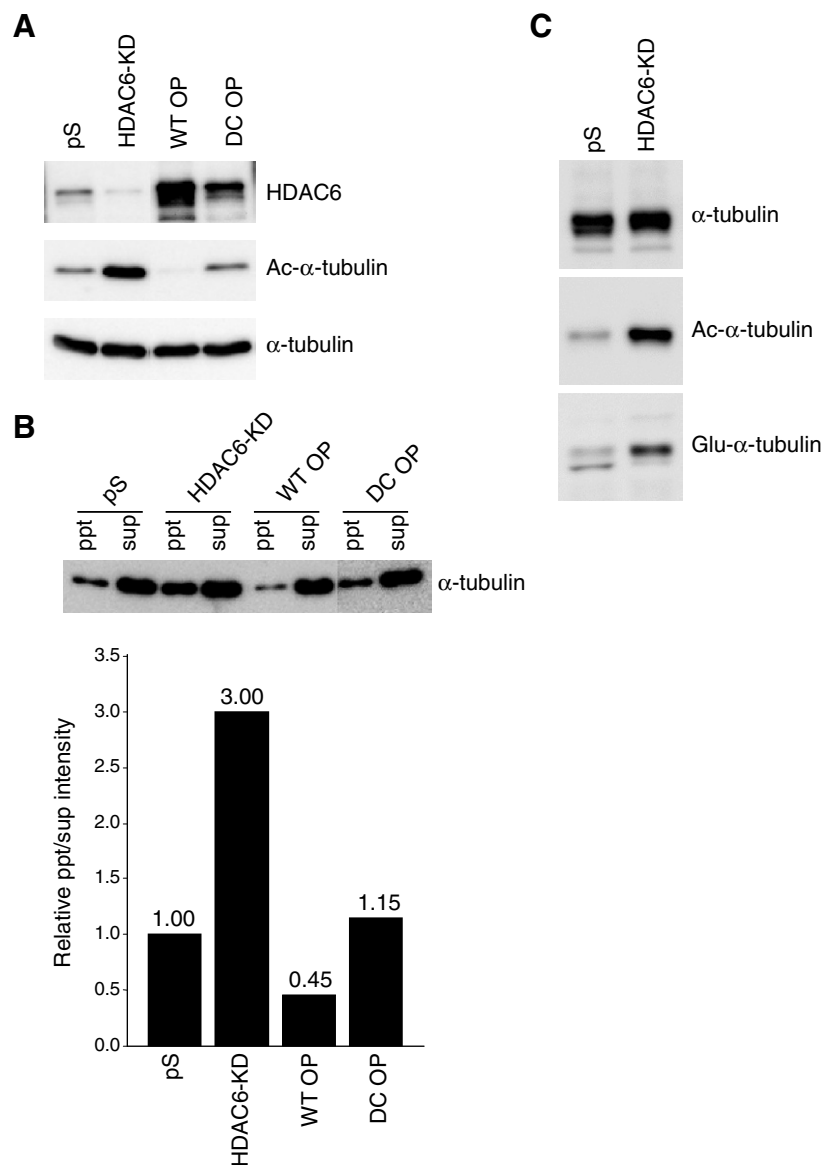 A
pS
HDAC6-KD
WT OP
DC OP
HDAC6
Ac-α-tubulin
α-tubulin
B
pS
HDAC6-KD
WT OP
DC OP
ppt
sup
ppt
sup
ppt
sup
ppt
sup
α-tubulin
Relative ppt/sup intensity
3.5
3.0
2.5
2.0
1.5
1.0
0.5
0.0
1.00
3.00
0.45
1.15
pS
HDAC6-KD
WT OP
DC OP
C
pS
HDAC6-KD
α-tubulin
Ac-α-tubulin
Glu-α-tubulin